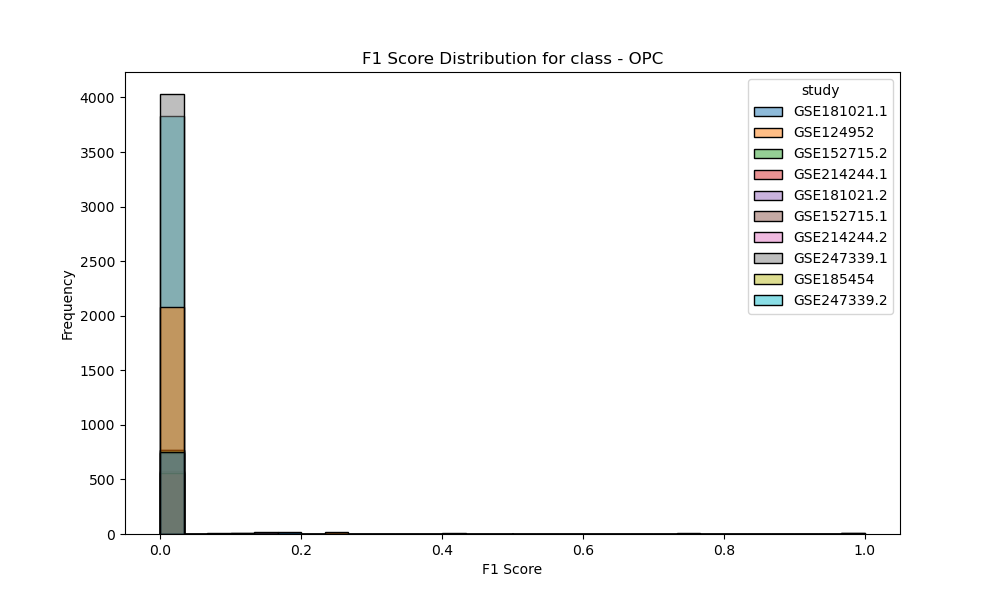 F1 Score Distribution for class - OPC
study
GSE181021.1
GSE124952
GSE152715.2
GSE214244.1
GSE181021.2
GSE152715.1
GSE214244.2
GSE247339.1
GSE185454
GSE247339.2
Frequency
4000
3500
3000
2500
2000
1500
1000
500
0
0.0
0.2
0.4
0.6
0.8
1.0
F1 Score